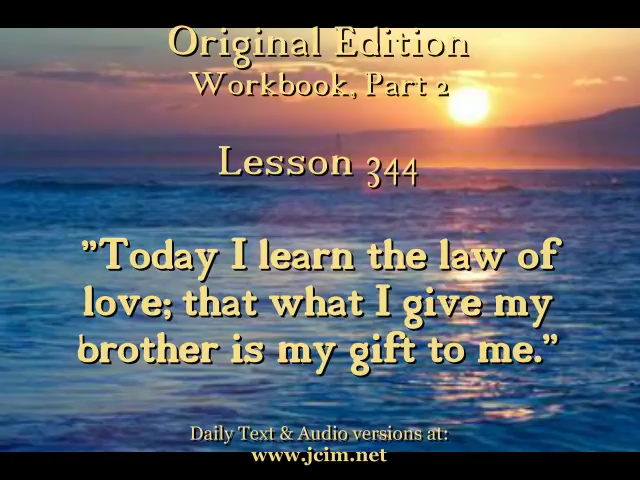 Original Edition
Workbook, Part 2
Lesson 344
"Today I learn the law of
love; that what I give my
brother is my gift to me."
Daily Text & Audio versions at:
www.jcim.net